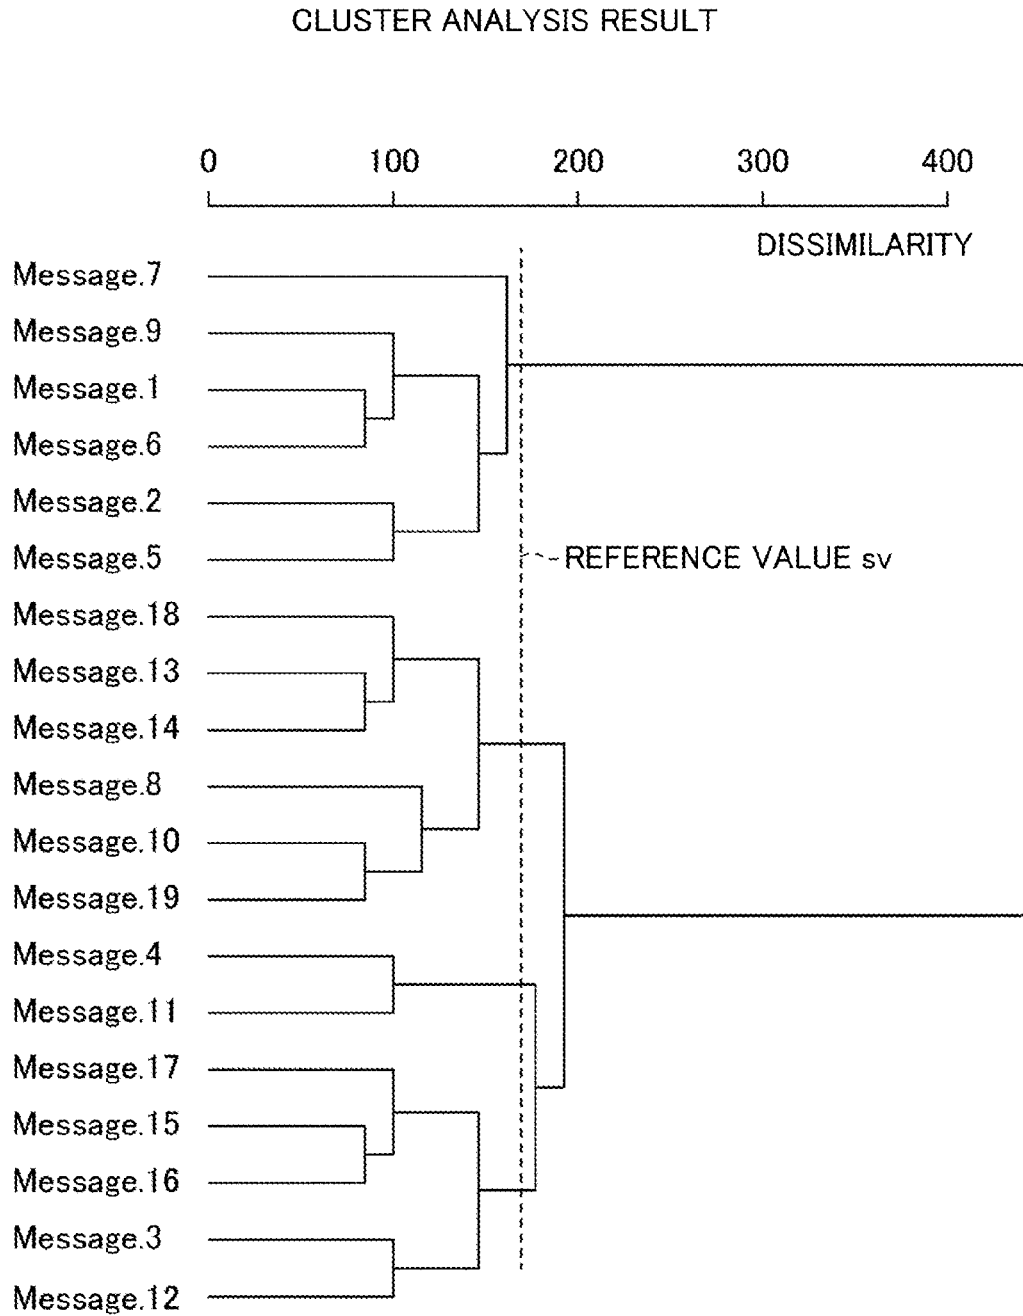 CLUSTER ANALYSIS RESULT
0 100 200 300 400
DISSIMILARITY
Message.7
Message.9
Message.1
Message.6
Message.2
Message.5
REFERENCE VALUE sv
Message.18
Message.13
Message.14
Message.8
Message.10
Message.19
Message.4
Message.11
Message.17
Message.15
Message.16
Message.3
Message.12